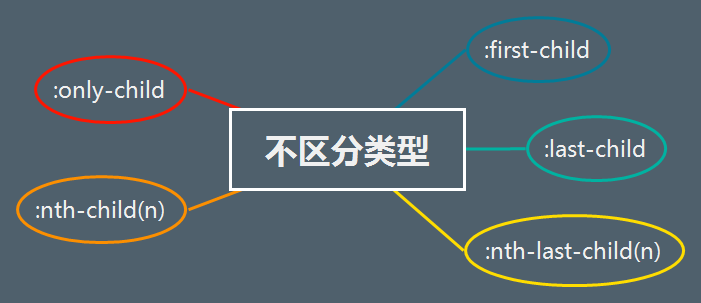 :first-child
:only-child
不区分类型
:last-child
:nth-child(n)
:nth-last-child(n)